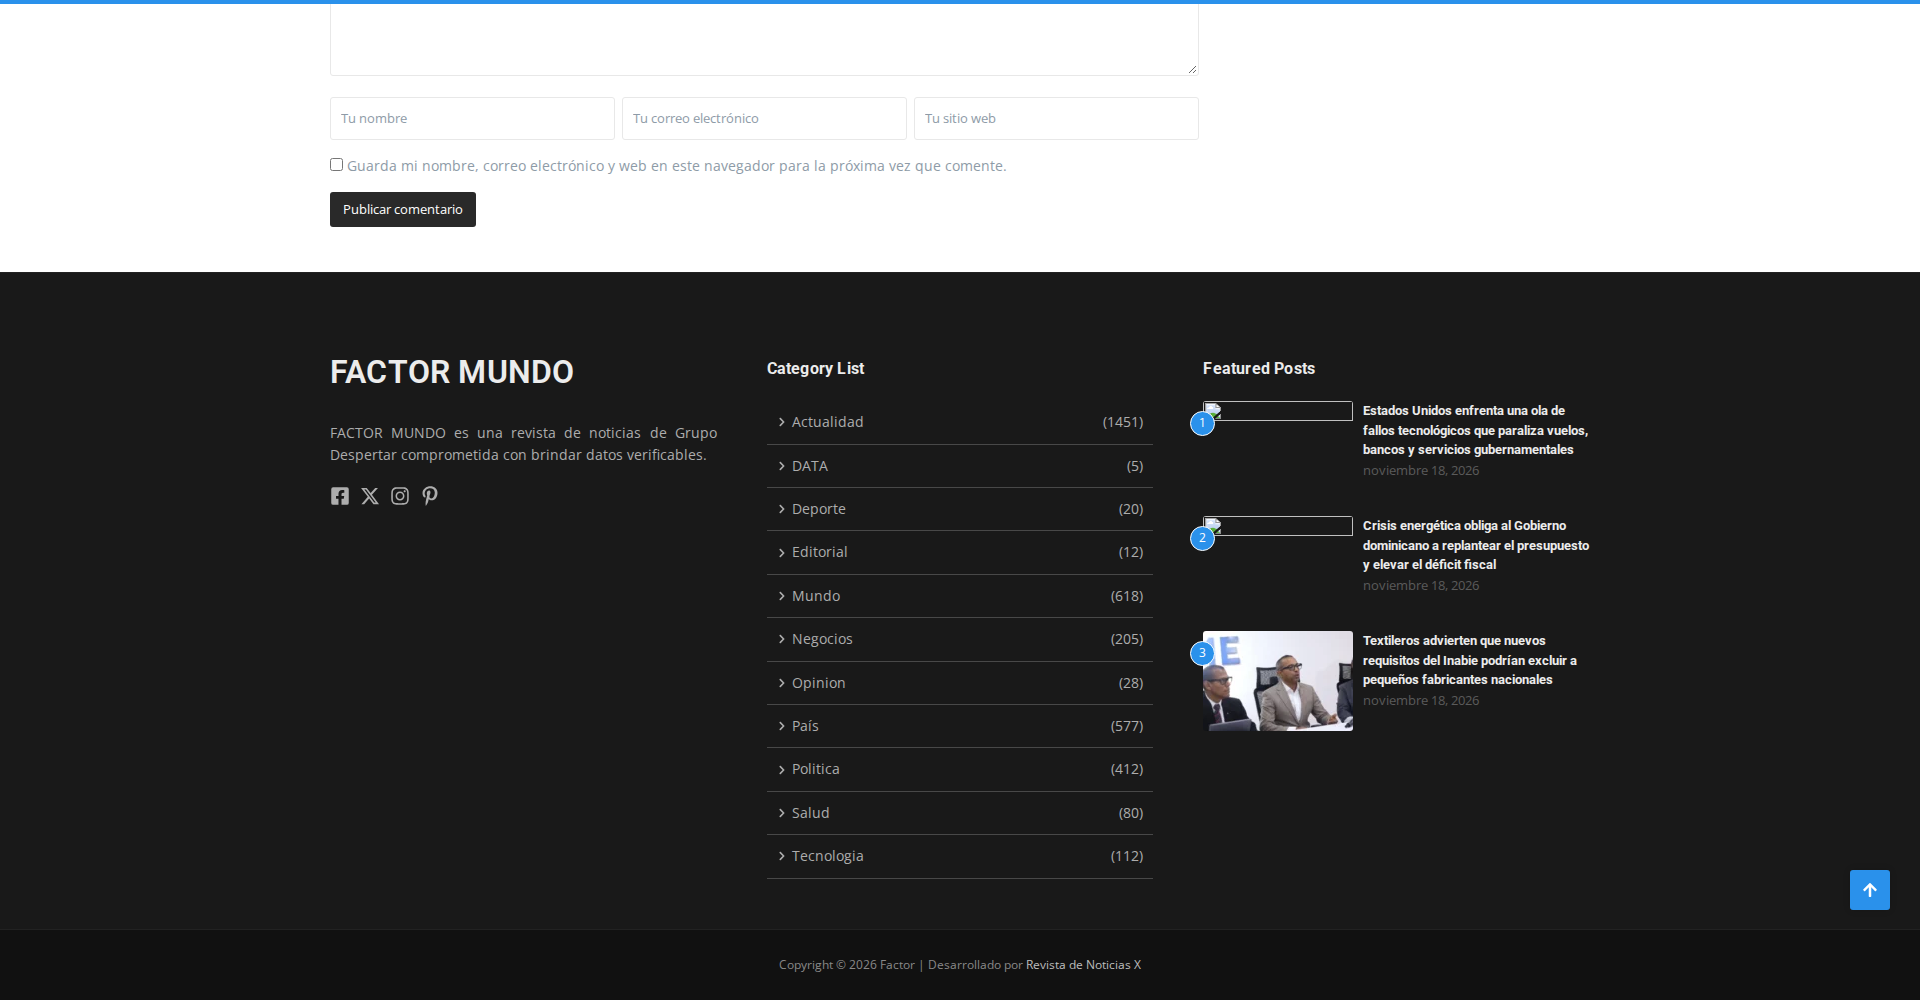 Tu nombre
Tu correo electrónico
Tu sitio web
Guarda mi nombre, correo electrónico y web en este navegador para la próxima vez que comente.
Publicar comentario
FACTOR MUNDO
FACTOR MUNDO es una revista de noticias de Grupo
Despertar comprometida con brindar datos verificables.
Category List
Actualidad (1451)
DATA (5)
Deporte (20)
Editorial (12)
Mundo (618)
Negocios (205)
Opinion (28)
País (577)
Politica (412)
Salud (80)
Tecnologia (112)
Featured Posts
1
Estados Unidos enfrenta una ola de
fallos tecnológicos que paraliza vuelos,
bancos y servicios gubernamentales
noviembre 18, 2026
2
Crisis energética obliga al Gobierno
dominicano a replantear el presupuesto
y elevar el déficit fiscal
noviembre 18, 2026
3
IE
Textileros advierten que nuevos
requisitos del Inabie podrían excluir a
pequeños fabricantes nacionales
noviembre 18, 2026
Copyright © 2026 Factor | Desarrollado por Revista de Noticias X